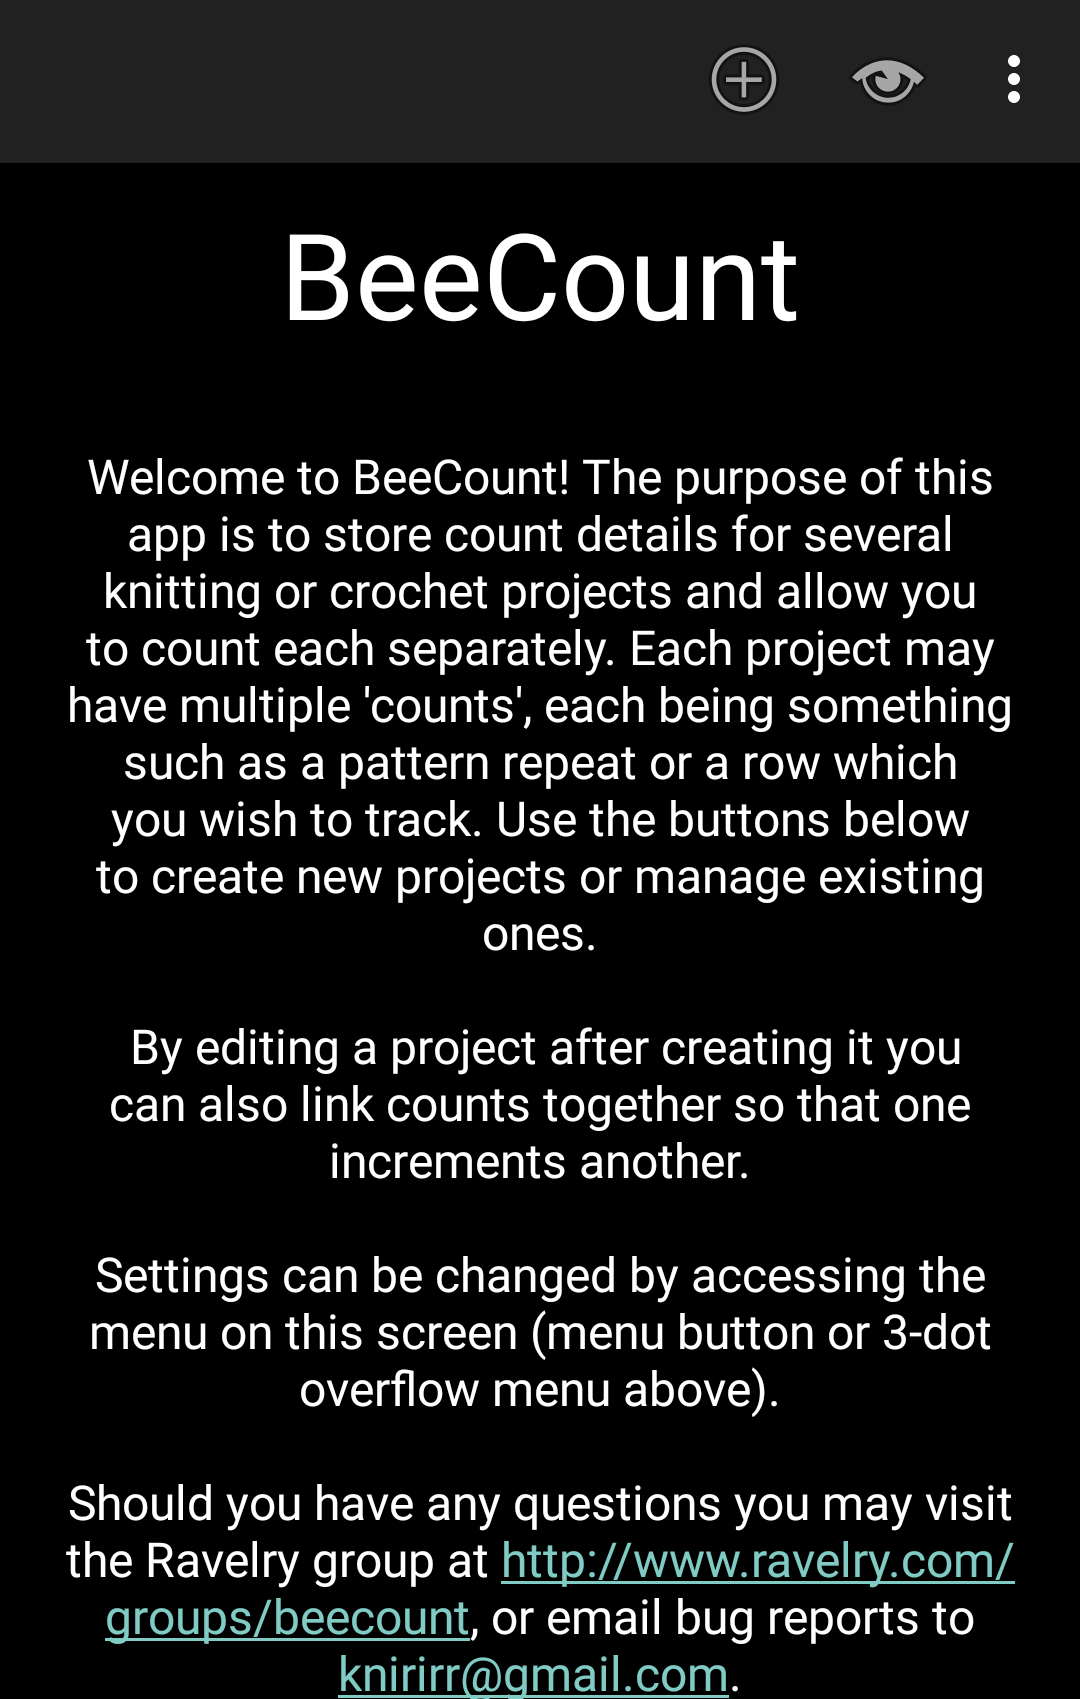 BeeCount
Welcome to BeeCount! The purpose of this
app is to store count details for several
knitting or crochet projects and allow you
to count each separately. Each project may
have multiple 'counts', each being something
such as a pattern repeat or a row which
you wish to track. Use the buttons below
to create new projects or manage existing
ones.
By editing a project after creating it you
can also link counts together so that one
increments another.
Settings can be changed by accessing the
menu on this screen (menu button or 3-dot
overflow menu above).
Should you have any questions you may visit
the Ravelry group at http://www.ravelry.com/
groups/beecount, or email bug reports to
knirirr@gmail.com.